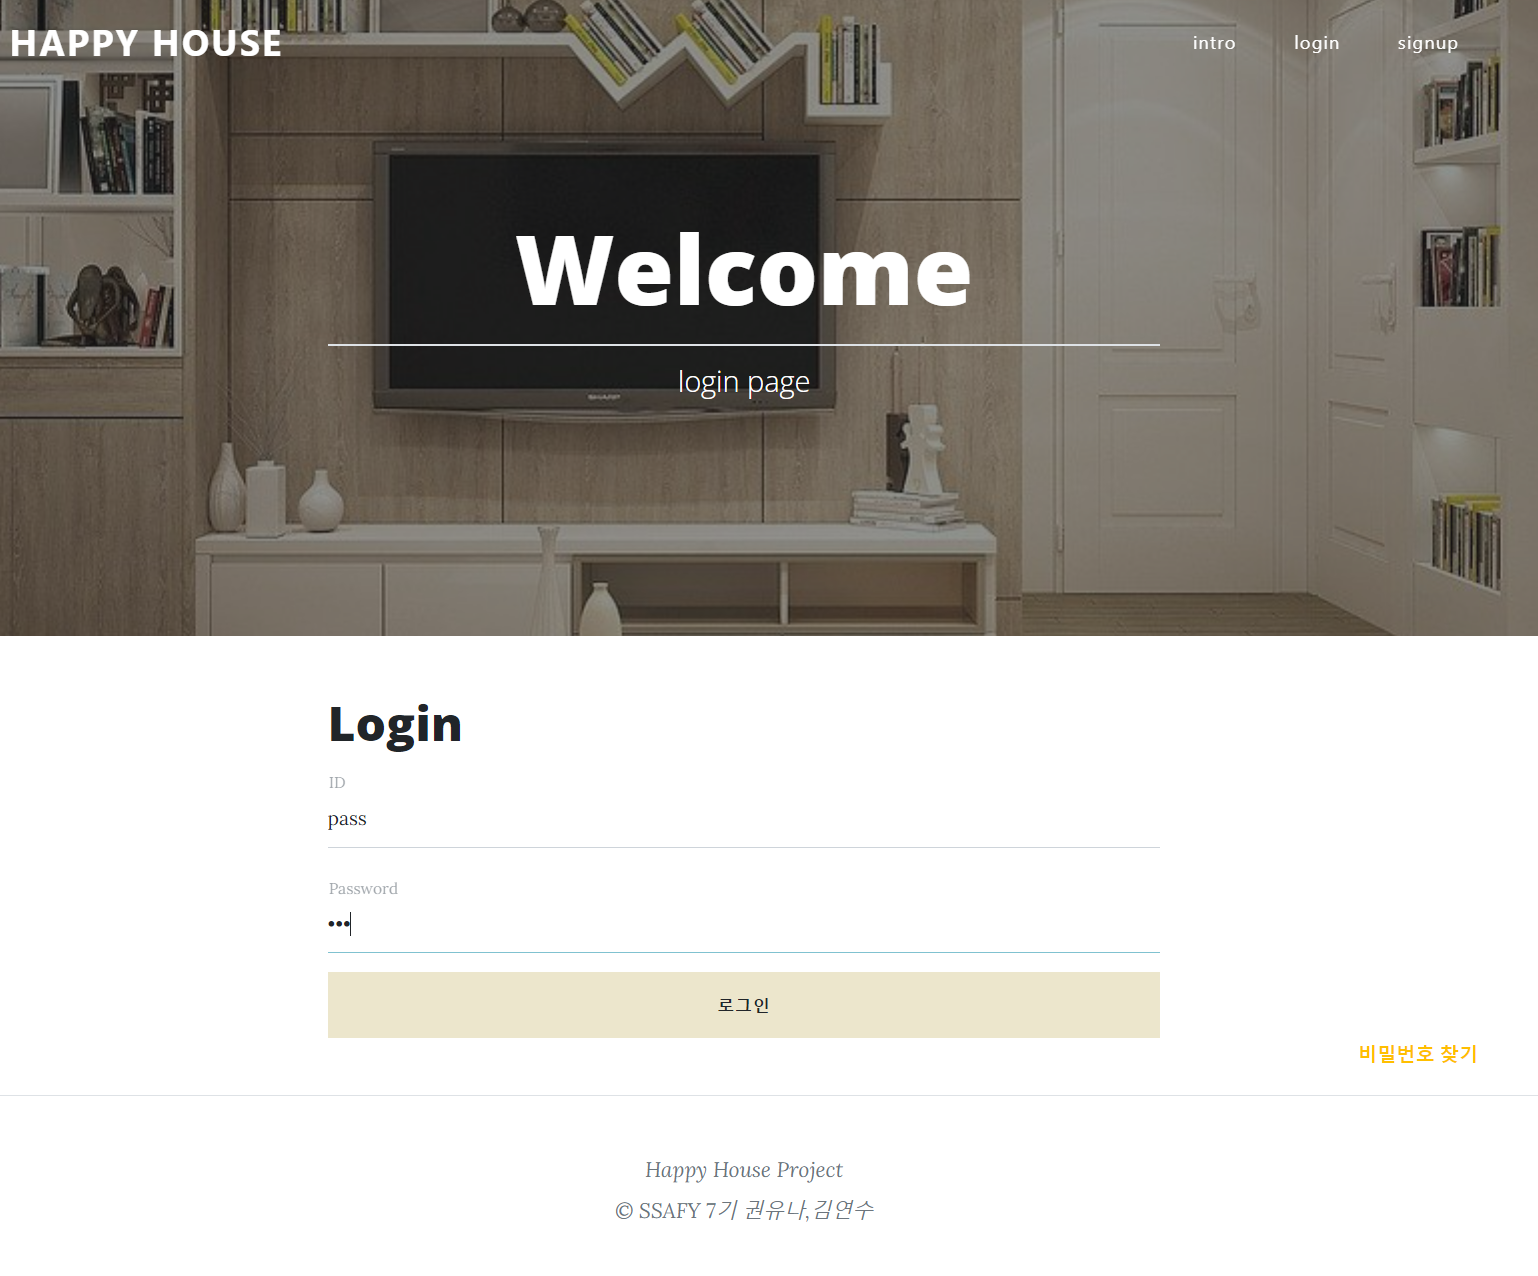 HAPPY HOUSE
intro login signup
Welcome
login page
SHARP
Login
ID
pass
Password
•••
로그인
비밀번호 찾기
Happy House Project
© SSAFY 7기 권유나,김연수